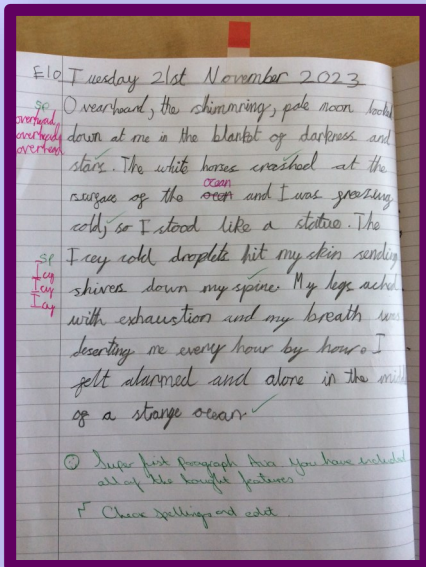 E10 Tuesday 21st November 2023
sp Overheard, the shimmring, pale moon looked
overhead
overhead
overhead
down at me in the blankot of darkness and
stars. The white horses crashed at the
ocean
surface of the ocean and I was freezing
cold, so I stood like a statue. The
sp Icey cold droplets hit my skin sending
Icy
Icy
Icy
shivers down my spine. My legs ached
with exhaustion and my breath was
deserting me every hour by hour. I
felt alarmed and alone in the
of a strange ocean.
Super first paragraph Ava. You have included
all of the taught features.
Check spellings and edit.